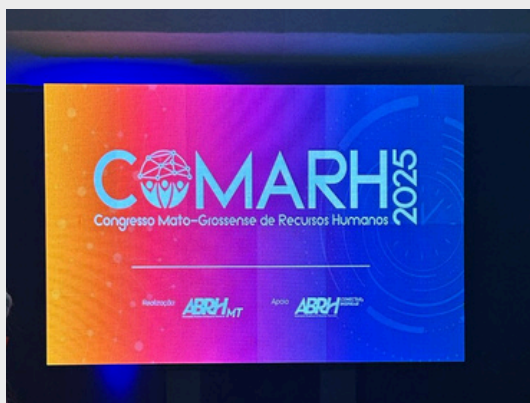 COMARH 2025
Congresso Mato-Grossense de Recursos Humanos
Realização ABRH MT Apoio ABRH